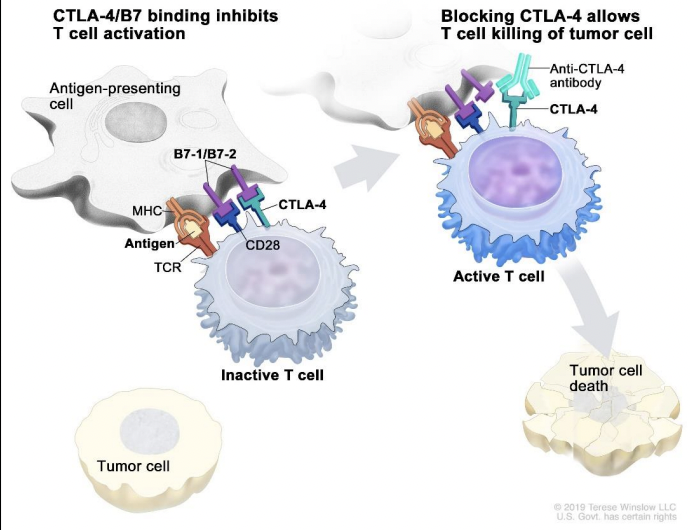 CTLA-4/B7 binding inhibits
T cell activation
Antigen-presenting
cell
B7-1/B7-2
MHC
CTLA-4
Antigen
CD28
TCR
Inactive T cell
Tumor cell
Blocking CTLA-4 allows
T cell killing of tumor cell
Anti-CTLA-4
antibody
CTLA-4
Active T cell
Tumor cell
death
© 2019 Terese Winslow LLC
U.S. Govt. has certain rights